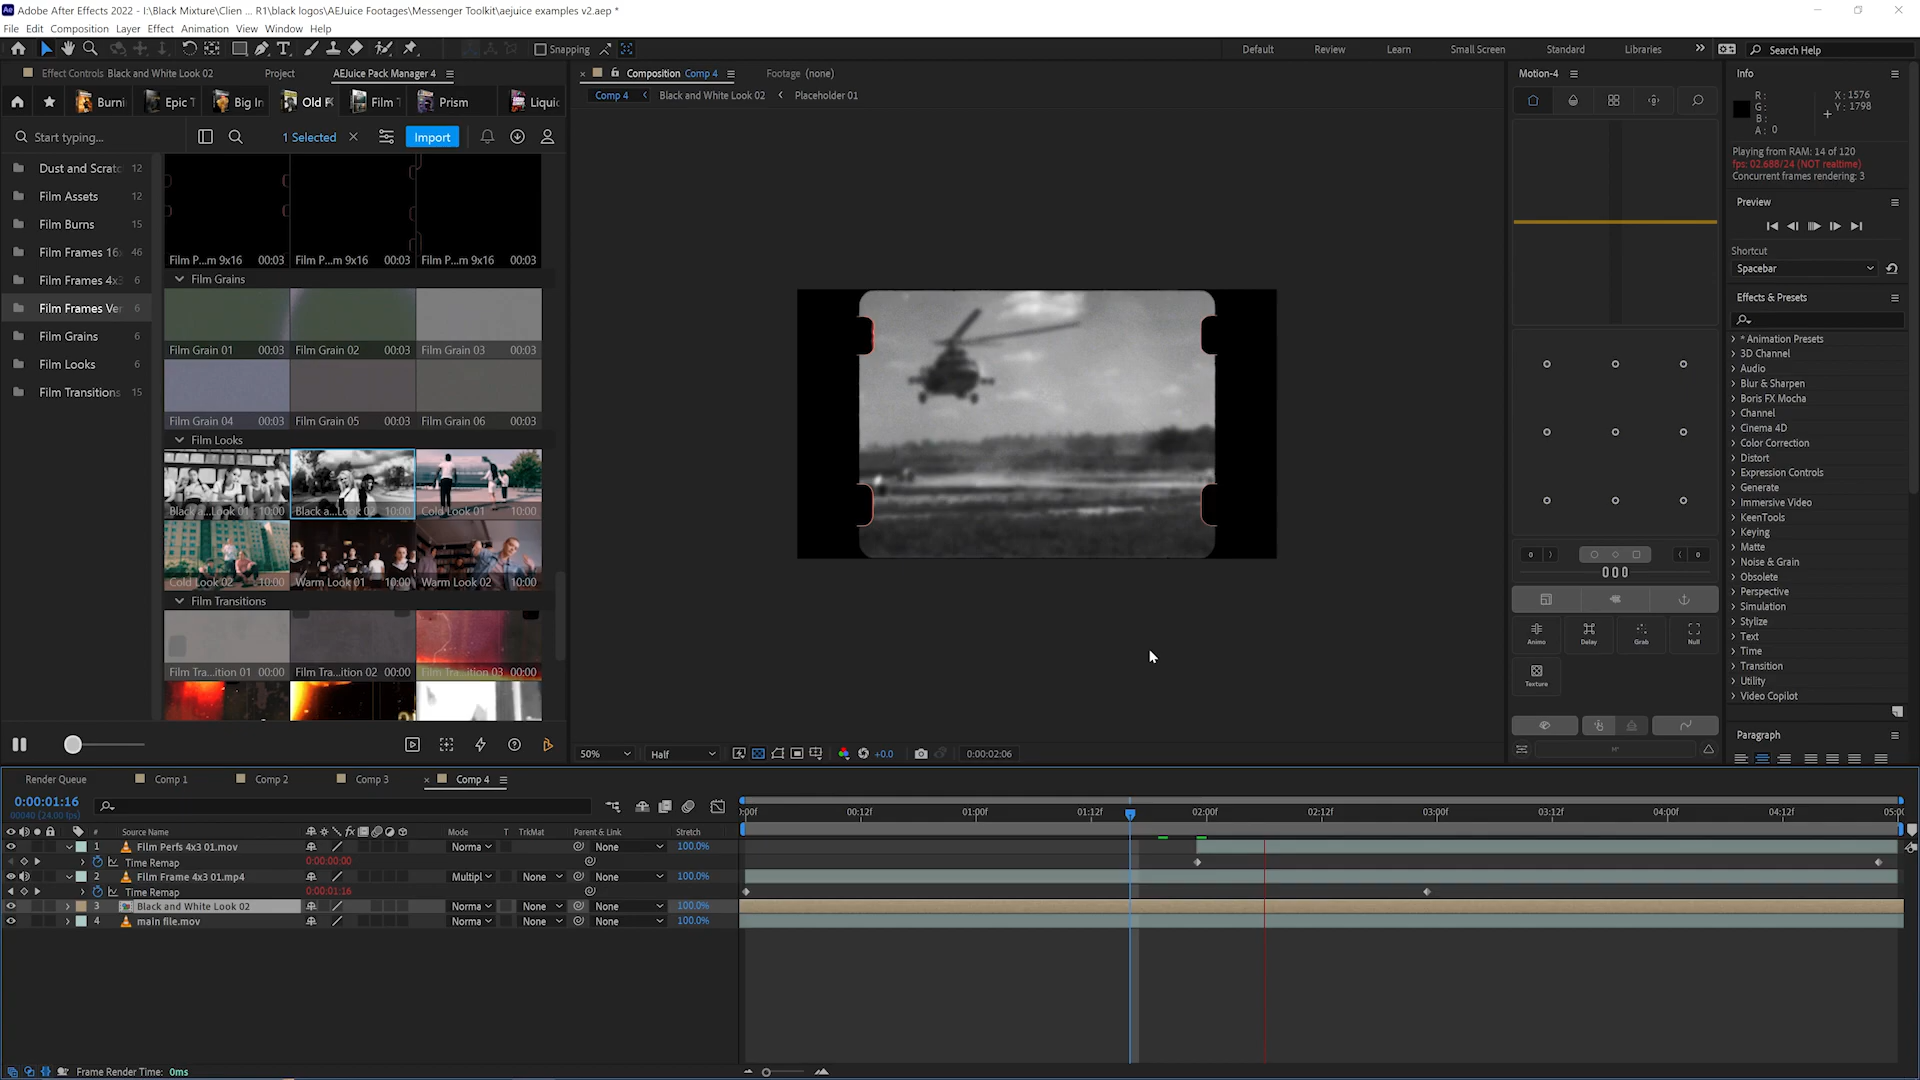 Adobe After Effects 2022 - I:\Black Mixture\Clien ... R1\black logos\AEJuice Footages\Messenger Toolkit\aejuice examples v2.aep *
File Edit Composition Layer Effect Animation View Window Help
Snapping
Default Review Learn Small Screen Standard Libraries
Search Help
Effect Controls Black and White Look 02
Project
AEJuice Pack Manager 4
Composition Comp 4
Footage (none)
Motion-4
Info
Burni Epic T Big In Old F Film T Prism Liquid
Comp 4
Black and White Look 02
Placeholder 01
R:
G:
B:
A: 0
X: 1576
Y: 1798
Start typing...
1 Selected
Import
Playing from RAM: 14 of 120
fps: 02.688/24 (NOT realtime)
Concurrent frames rendering: 3
Dust and Scratc 12
Film Assets 12
Film Burns 15
Film Frames 16: 46
Film Frames 4x3 6
Film Frames Ver 6
Film Grains 6
Film Looks 6
Film Transitions 15
Film P...m 9x16 00:03
Film P...m 9x16 00:03
Film P...m 9x16 00:03
Film Grains
Film Grain 01 00:03
Film Grain 02 00:03
Film Grain 03 00:03
Film Grain 04 00:03
Film Grain 05 00:03
Film Grain 06 00:03
Film Looks
Black a...Look 01 10:00
Black a...Look 02 10:00
Cold Look 01 10:00
Cold Look 02 10:00
Warm Look 01 10:00
Warm Look 02 10:00
Film Transitions
Film Tra...ition 01 00:00
Film Tra...ition 02 00:00
Film Tra...ition 03 00:00
Preview
Shortcut
Spacebar
Effects & Presets
* Animation Presets
3D Channel
Audio
Blur & Sharpen
Boris FX Mocha
Channel
Cinema 4D
Color Correction
Distort
Expression Controls
Generate
Immersive Video
KeenTools
Keying
Matte
Noise & Grain
Obsolete
Perspective
Simulation
Stylize
Text
Time
Transition
Utility
Video Copilot
Paragraph
0
0
Animo
Delay
Grab
Null
Texture
50%
Half
+0.0
0:00:02:06
Render Queue
Comp 1
Comp 2
Comp 3
Comp 4
0:00:01:16
00040 (24.00 fps)
:00f 00:12f 01:00f 01:12f 02:00f 02:12f 03:00f 03:12f 04:00f 04:12f 05:00
# Source Name Mode T TrkMat Parent & Link Stretch
1 Film Perfs 4x3 01.mov Norma None 100.0%
Time Remap 0:00:00:00
2 Film Frame 4x3 01.mp4 Multipl None None 100.0%
Time Remap 0:00:01:16
3 Black and White Look 02 Norma None None 100.0%
4 main file.mov Norma None None 100.0%
Frame Render Time: 0ms